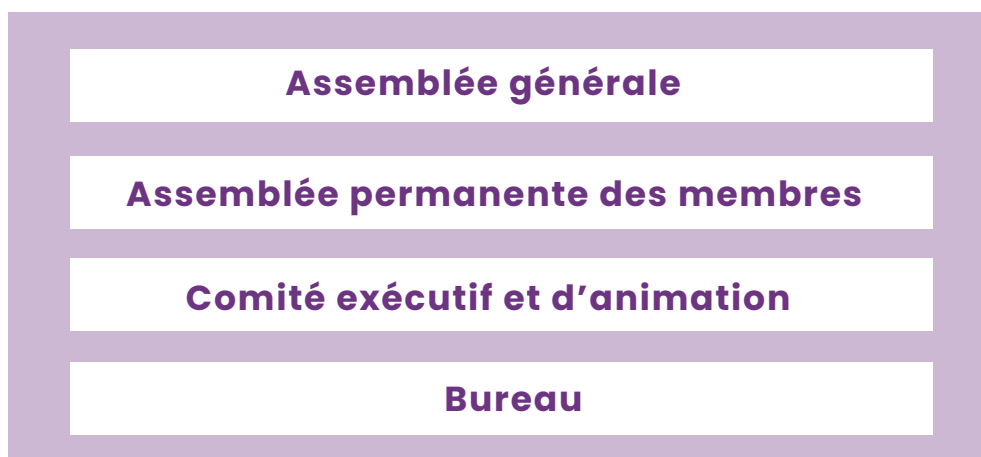 Assemblée générale
Assemblée permanente des membres
Comité exécutif et d’animation
Bureau